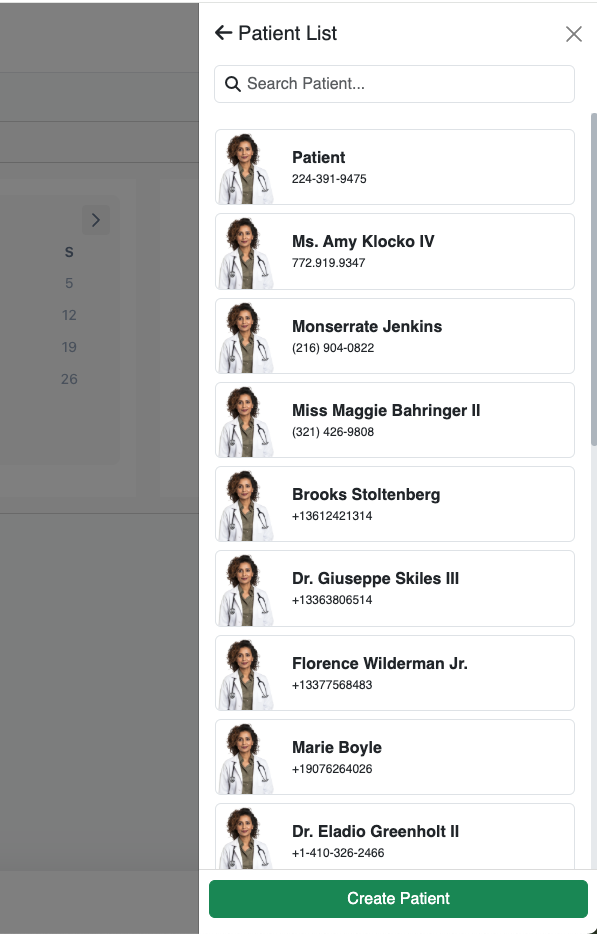 Patient List
Search Patient...
Patient
224-391-9475
Ms. Amy Klocko IV
772.919.9347
Monserrate Jenkins
(216) 904-0822
Miss Maggie Bahringer II
(321) 426-9808
Brooks Stoltenberg
+13612421314
Dr. Giuseppe Skiles III
+13363806514
Florence Wilderman Jr.
+13377568483
Marie Boyle
+19076264026
Dr. Eladio Greenholt II
+1-410-326-2466
Create Patient
S
5
12
19
26